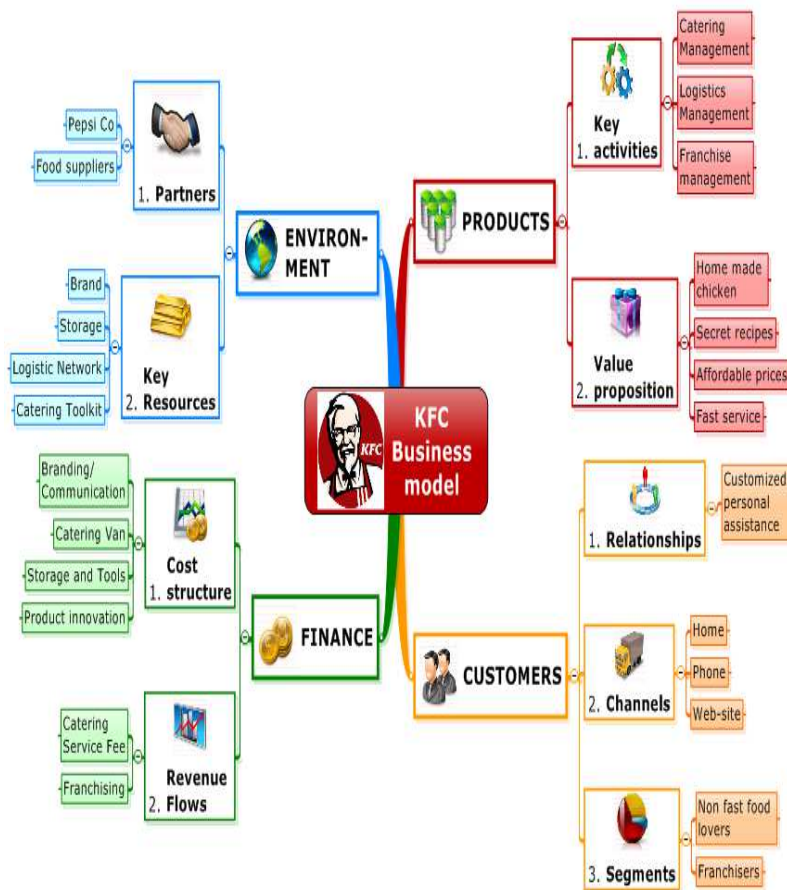 KFC
Business
model
KFC
ENVIRON-
MENT
1. Partners
Pepsi Co
Food suppliers
Key
2. Resources
Brand
Storage
Logistic Network
Catering Toolkit
PRODUCTS
Key
1. activities
Catering
Management
Logistics
Management
Franchise
management
Value
2. proposition
Home made
chicken
Secret recipes
Affordable prices
Fast service
FINANCE
Cost
1. structure
Branding/
Communication
Catering Van
Storage and Tools
Product innovation
Revenue
2. Flows
Catering
Service Fee
Franchising
CUSTOMERS
1. Relationships
Customized
personal
assistance
2. Channels
Home
Phone
Web-site
3. Segments
Non fast food
lovers
Franchisers